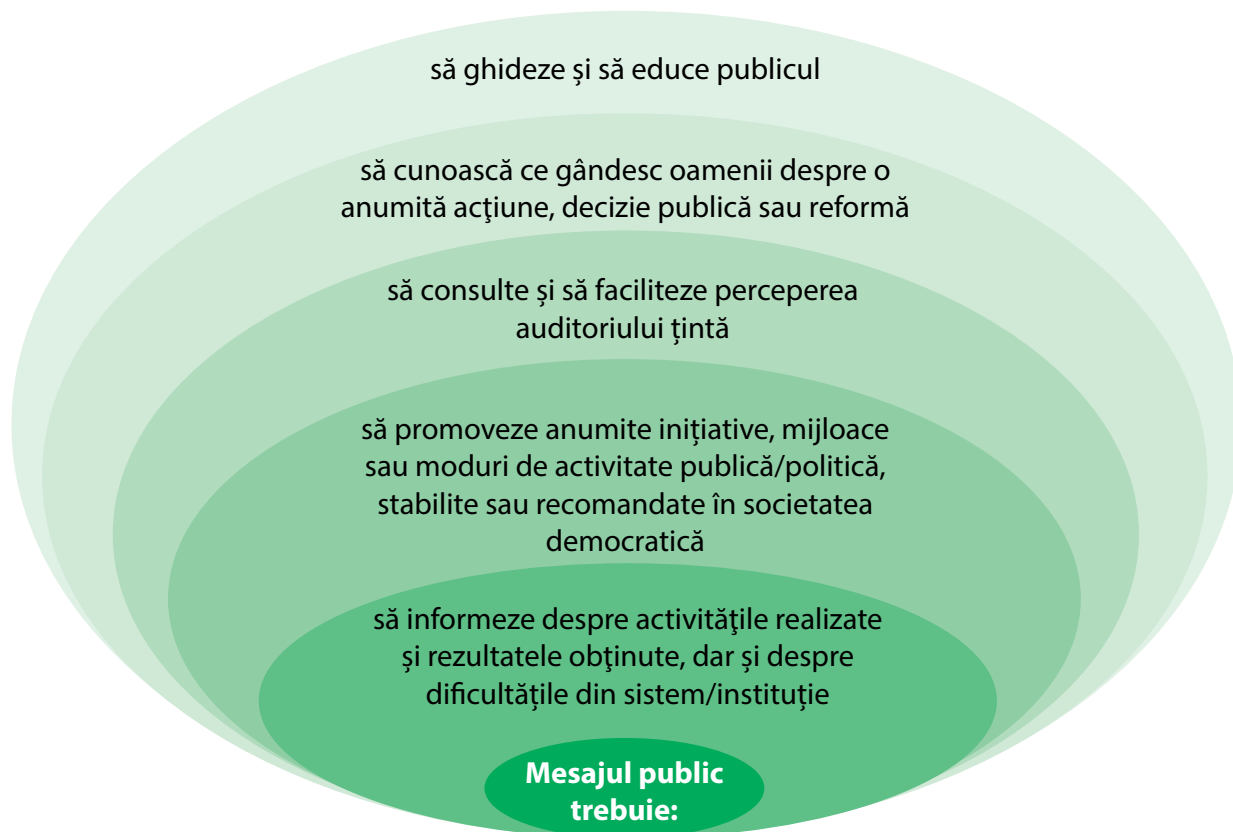 să ghideze și să educe publicul
să cunoască ce gândesc oamenii despre o
anumită acţiune, decizie publică sau reformă
să consulte și să faciliteze perceperea
auditoriului țintă
să promoveze anumite inițiative, mijloace
sau moduri de activitate publică/politică,
stabilite sau recomandate în societatea
democratică
să informeze despre activităţile realizate
și rezultatele obţinute, dar și despre
dificultățile din sistem/instituție
Mesajul public
trebuie: